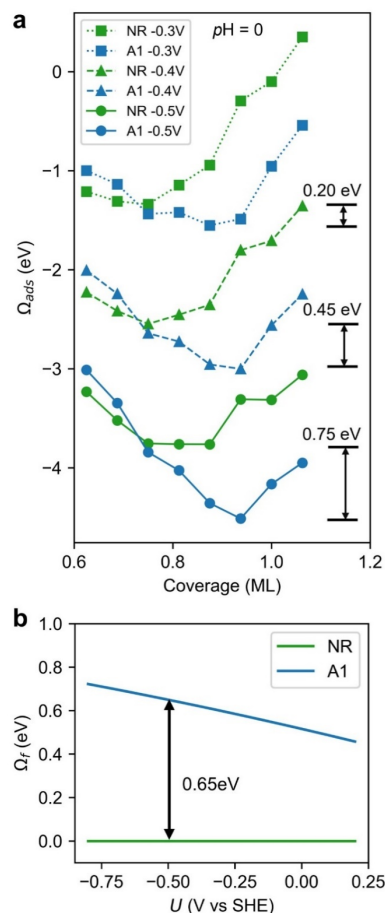 a
NR -0.3V
A1 -0.3V
NR -0.4V
A1 -0.4V
NR -0.5V
A1 -0.5V
pH = 0
0
−1
−2
−3
−4
Ωads (eV)
0.20 eV
0.45 eV
0.75 eV
0.6 0.8 1.0 1.2
Coverage (ML)
b
1.0
0.8
0.6
0.4
0.2
0.0
Ωf (eV)
NR
A1
0.65eV
−0.75 −0.50 −0.25 0.00 0.25
U (V vs SHE)